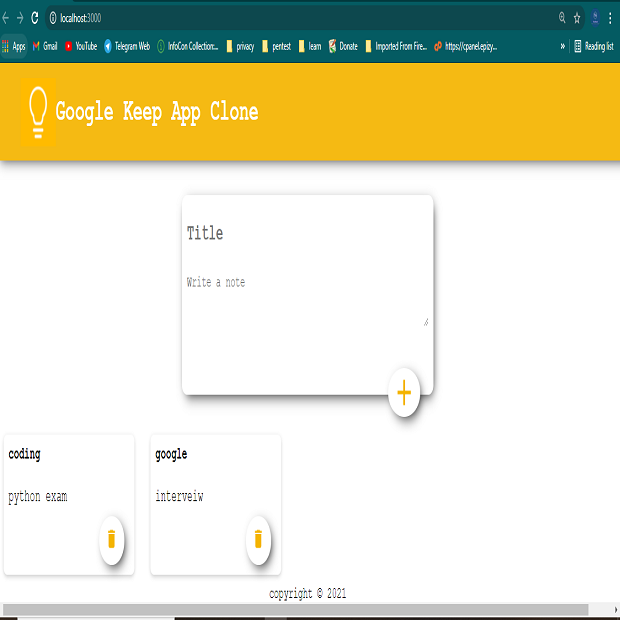 localhost:3000
Apps Gmail YouTube Telegram Web InfoCon Collection:... privacy pentest learn Donate Imported From Fire... https://cpanel.epizy... » Reading list
Google Keep App Clone
Title
Write a note
coding
python exam
google
interveiw
copyright © 2021